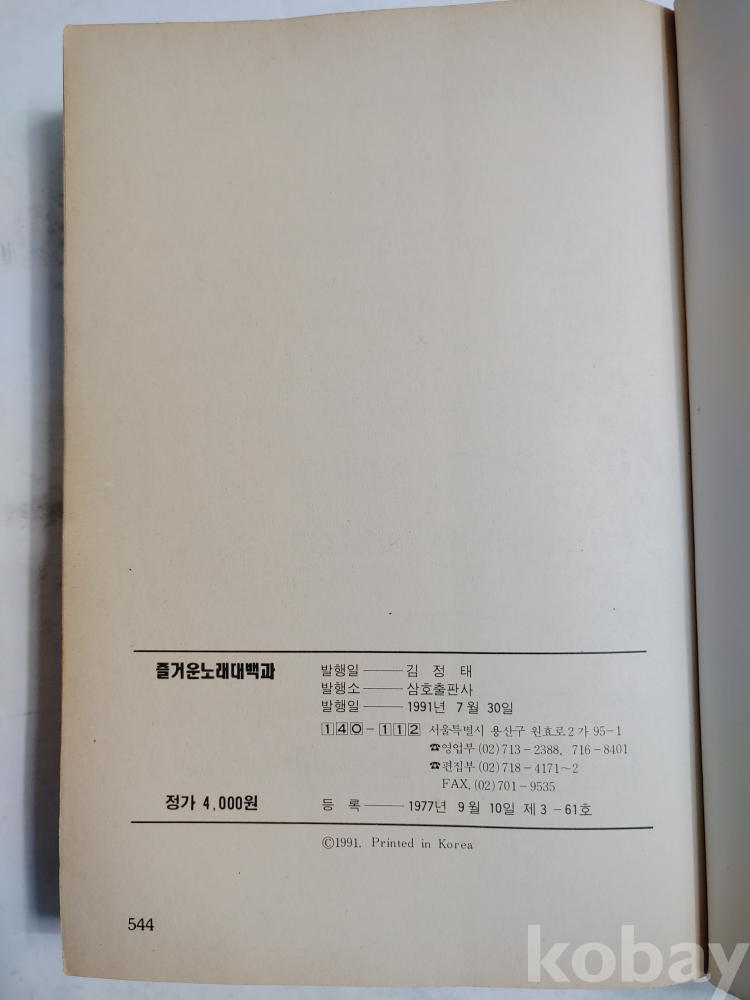 즐거운노래대백과
발행일 ── 김 정 태
발행소 ── 삼호출판사
발행일 ── 1991년 7월 30일
140-112 서울특별시 용산구 원효로2가 95-1
☎영업부 (02)713-2388, 716-8401
☎편집부 (02)718-4171~2
FAX. (02)701-9535
정가 4,000원
등 록 ── 1977년 9월 10일 제3-61호
©1991. Printed in Korea
544
kobay